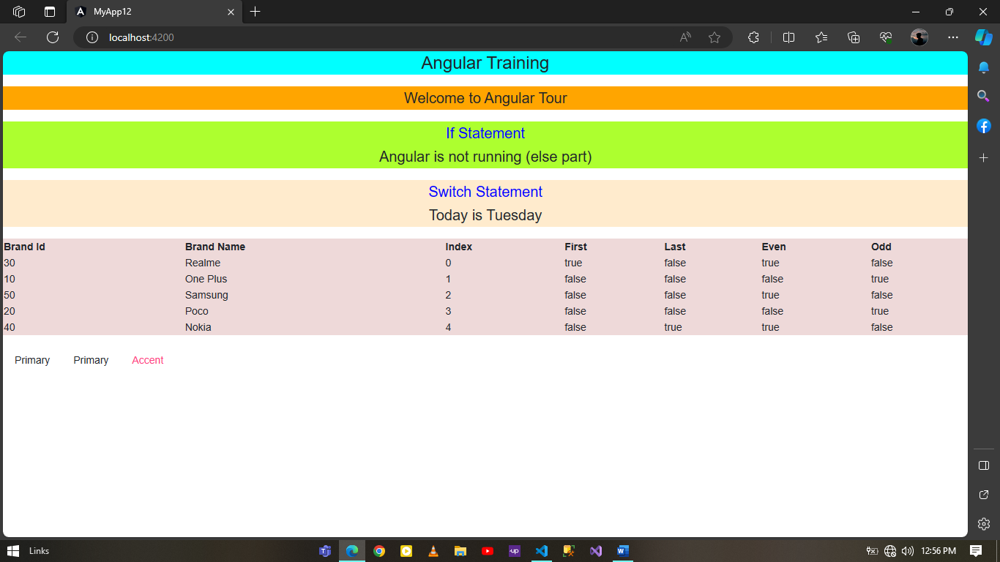 MyApp12
localhost:4200
Angular Training
Welcome to Angular Tour
If Statement
Angular is not running (else part)
Switch Statement
Today is Tuesday
Brand Id Brand Name Index First Last Even Odd
30 Realme 0 true false true false
10 One Plus 1 false false false true
50 Samsung 2 false false true false
20 Poco 3 false false false true
40 Nokia 4 false true true false
Primary Primary Accent
Links 12:56 PM